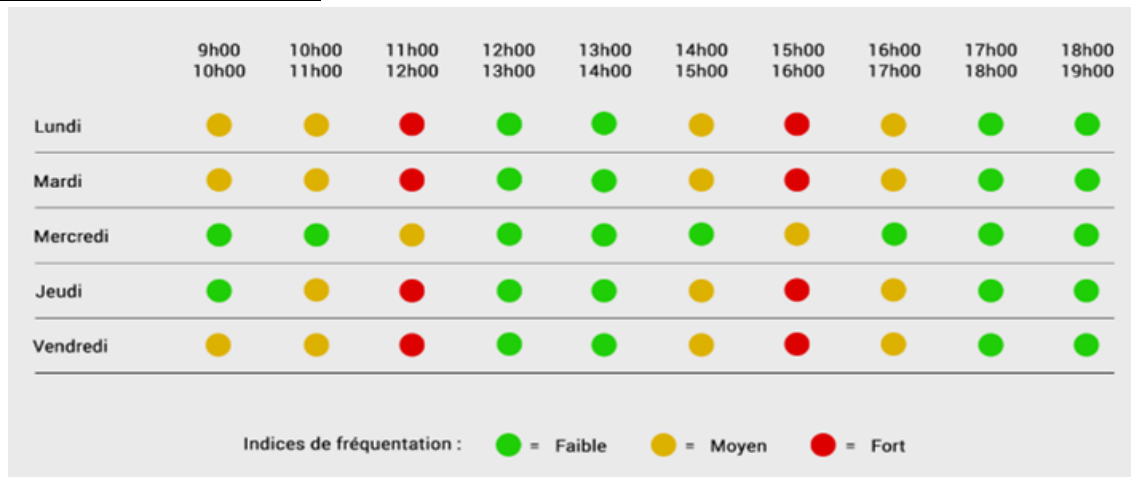 9h00 10h00 11h00 12h00 13h00 14h00 15h00 16h00 17h00 18h00
10h00 11h00 12h00 13h00 14h00 15h00 16h00 17h00 18h00 19h00
Lundi
Mardi
Mercredi
Jeudi
Vendredi
Indices de fréquentation : = Faible = Moyen = Fort